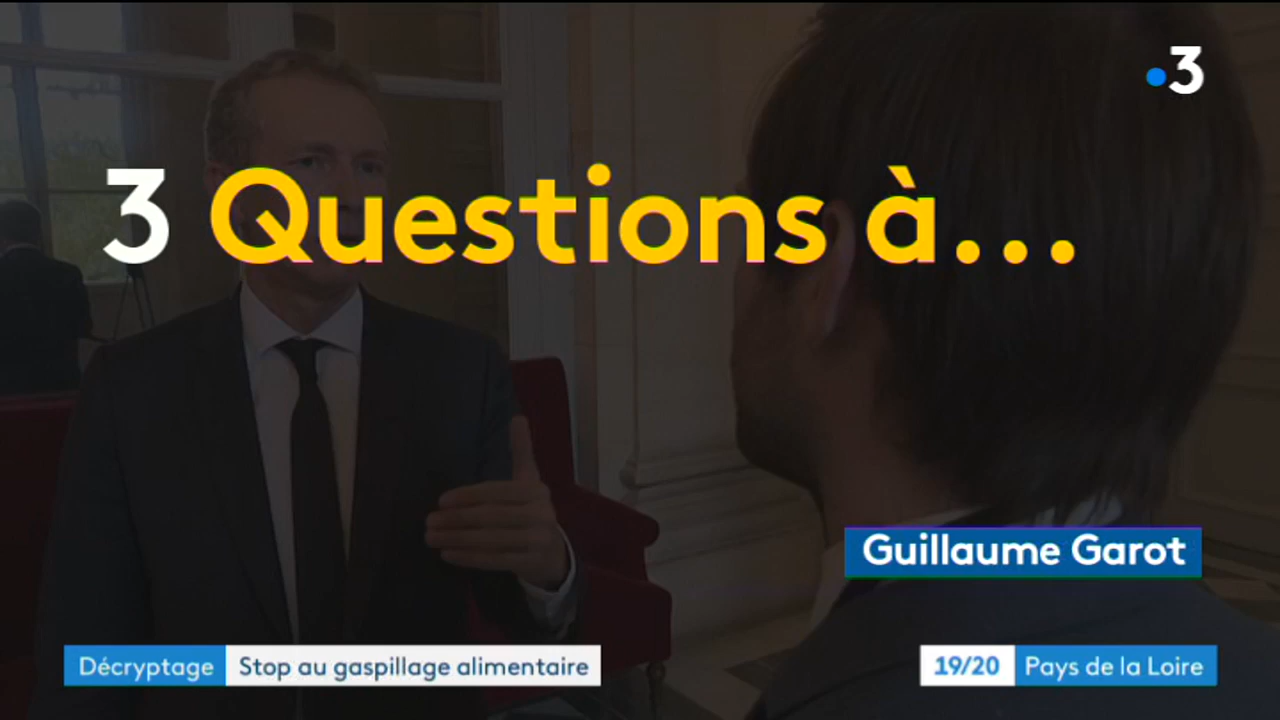 3
3 Questions à...
Guillaume Garot
Décryptage Stop au gaspillage alimentaire
19/20 Pays de la Loire